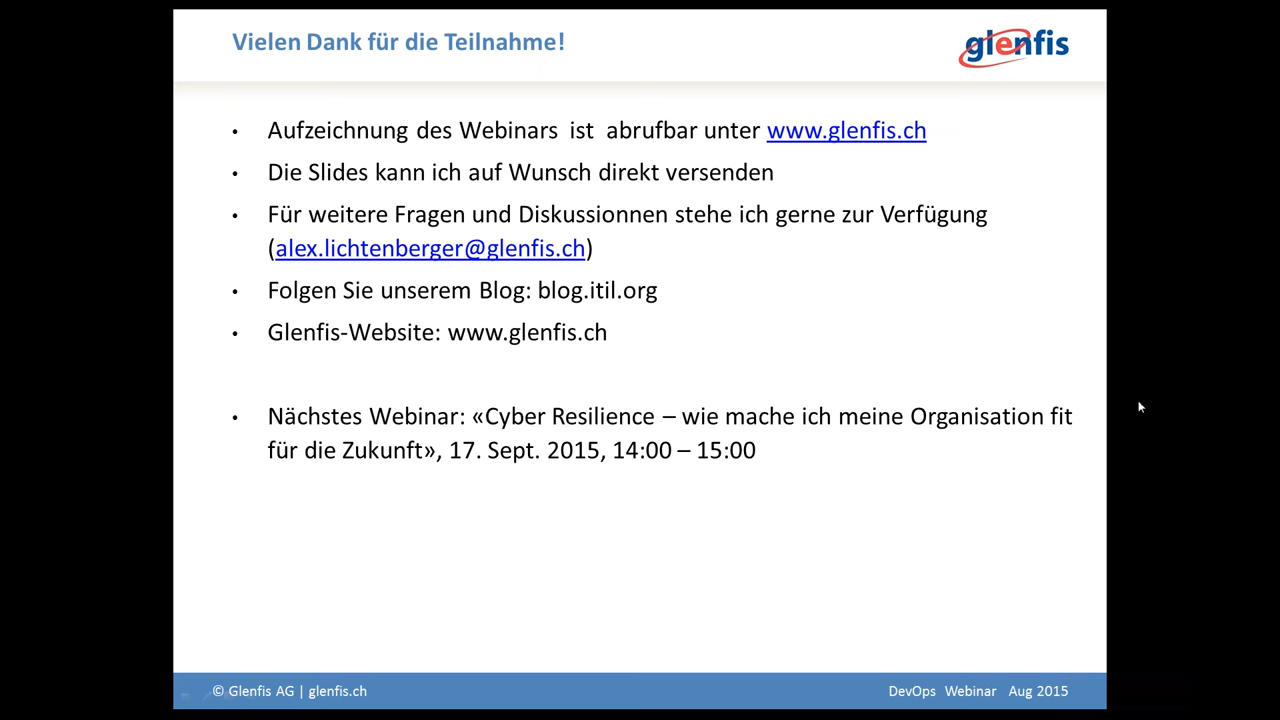 Vielen Dank für die Teilnahme!
glenfis
• Aufzeichnung des Webinars ist abrufbar unter www.glenfis.ch
• Die Slides kann ich auf Wunsch direkt versenden
• Für weitere Fragen und Diskussionnen stehe ich gerne zur Verfügung
(alex.lichtenberger@glenfis.ch)
• Folgen Sie unserem Blog: blog.itil.org
• Glenfis-Website: www.glenfis.ch
• Nächstes Webinar: «Cyber Resilience – wie mache ich meine Organisation fit
für die Zukunft», 17. Sept. 2015, 14:00 – 15:00
© Glenfis AG | glenfis.ch
DevOps Webinar Aug 2015